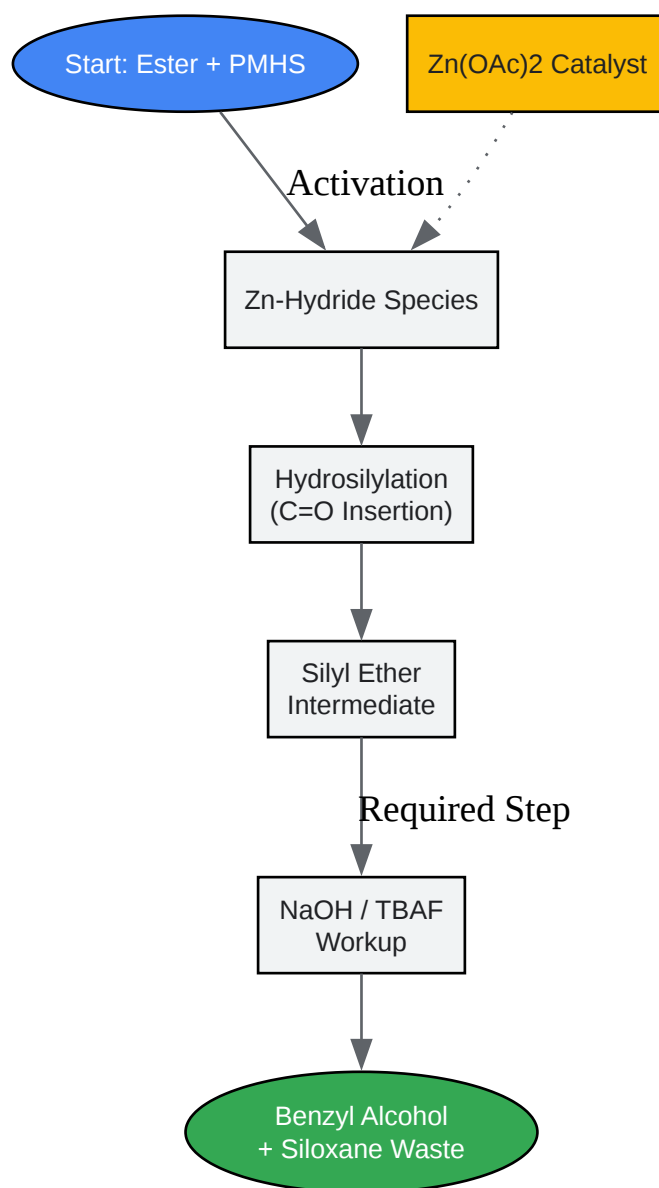 Start: Ester + PMHS
Zn(OAc)2 Catalyst
Activation
Zn-Hydride Species
Hydrosilylation
(C=O Insertion)
Silyl Ether
Intermediate
Required Step
NaOH / TBAF
Workup
Benzyl Alcohol
+ Siloxane Waste